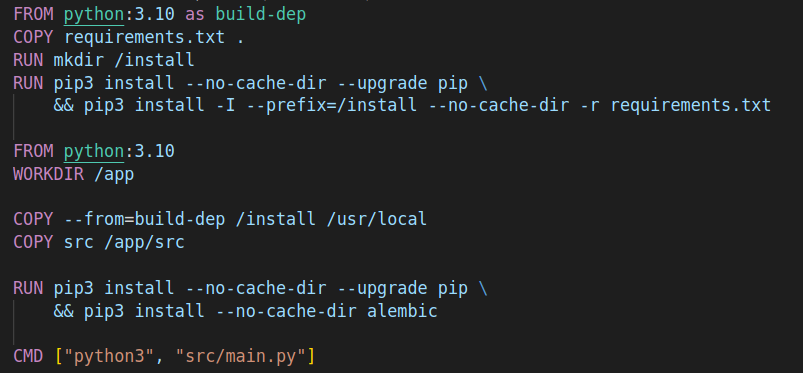 FROM python:3.10 as build-dep
COPY requirements.txt .
RUN mkdir /install
RUN pip3 install --no-cache-dir --upgrade pip \
    && pip3 install -I --prefix=/install --no-cache-dir -r requirements.txt

FROM python:3.10
WORKDIR /app

COPY --from=build-dep /install /usr/local
COPY src /app/src

RUN pip3 install --no-cache-dir --upgrade pip \
    && pip3 install --no-cache-dir alembic

CMD ["python3", "src/main.py"]